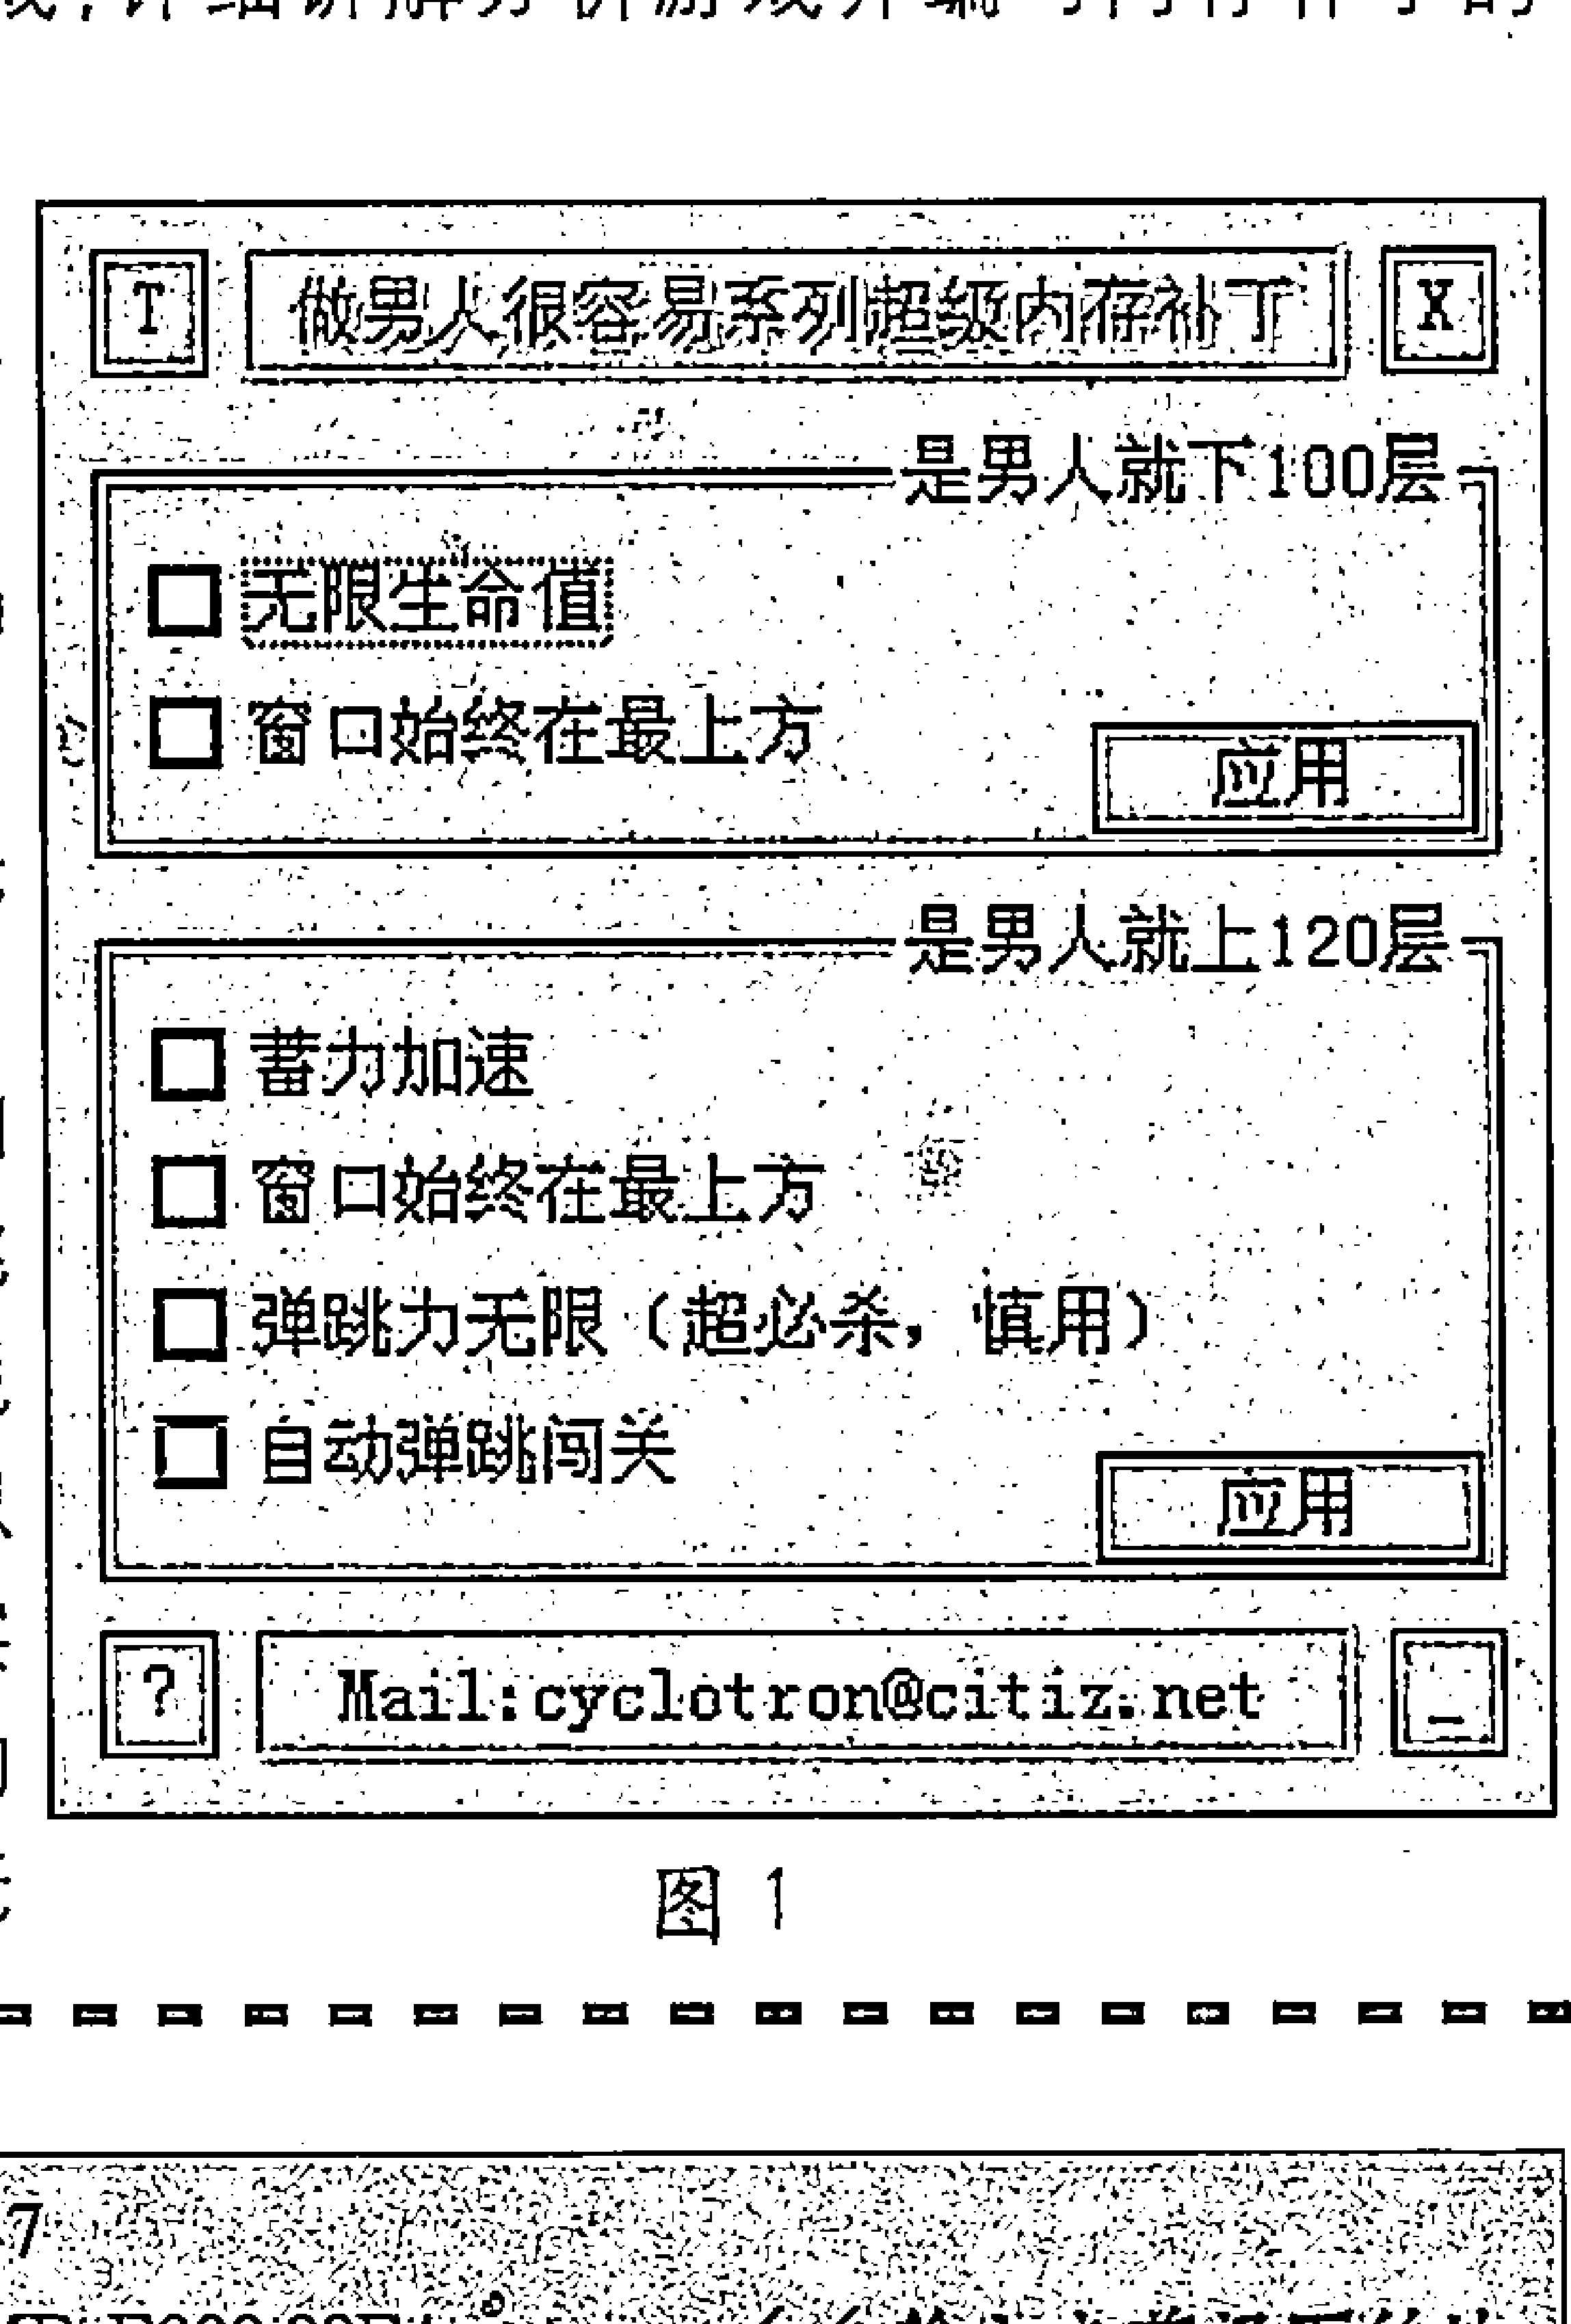 T 做男人很容易系列超级内存补丁 X
是男人就下100层
无限生命值
窗口始终在最上方
应用
是男人就上120层
蓄力加速
窗口始终在最上方
弹跳力无限（超必杀，慎用）
自动弹跳闯关
应用
? Mail:cyclotron@citiz.net _
图 1
7